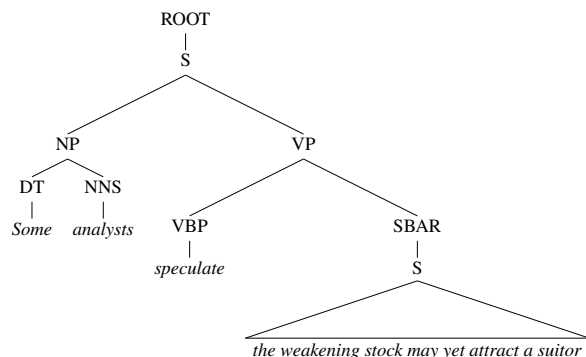 ROOT
S
NP VP
DT NNS
Some analysts
VBP SBAR
speculate S
the weakening stock may yet attract a suitor